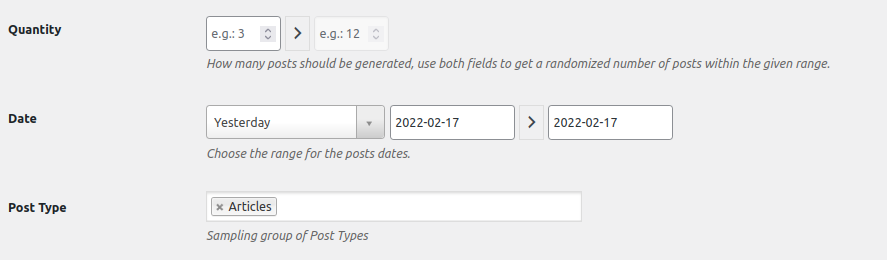 Quantity
e.g.: 3
e.g.: 12
How many posts should be generated, use both fields to get a randomized number of posts within the given range.
Date
Yesterday
2022-02-17
2022-02-17
Choose the range for the posts dates.
Post Type
× Articles
Sampling group of Post Types